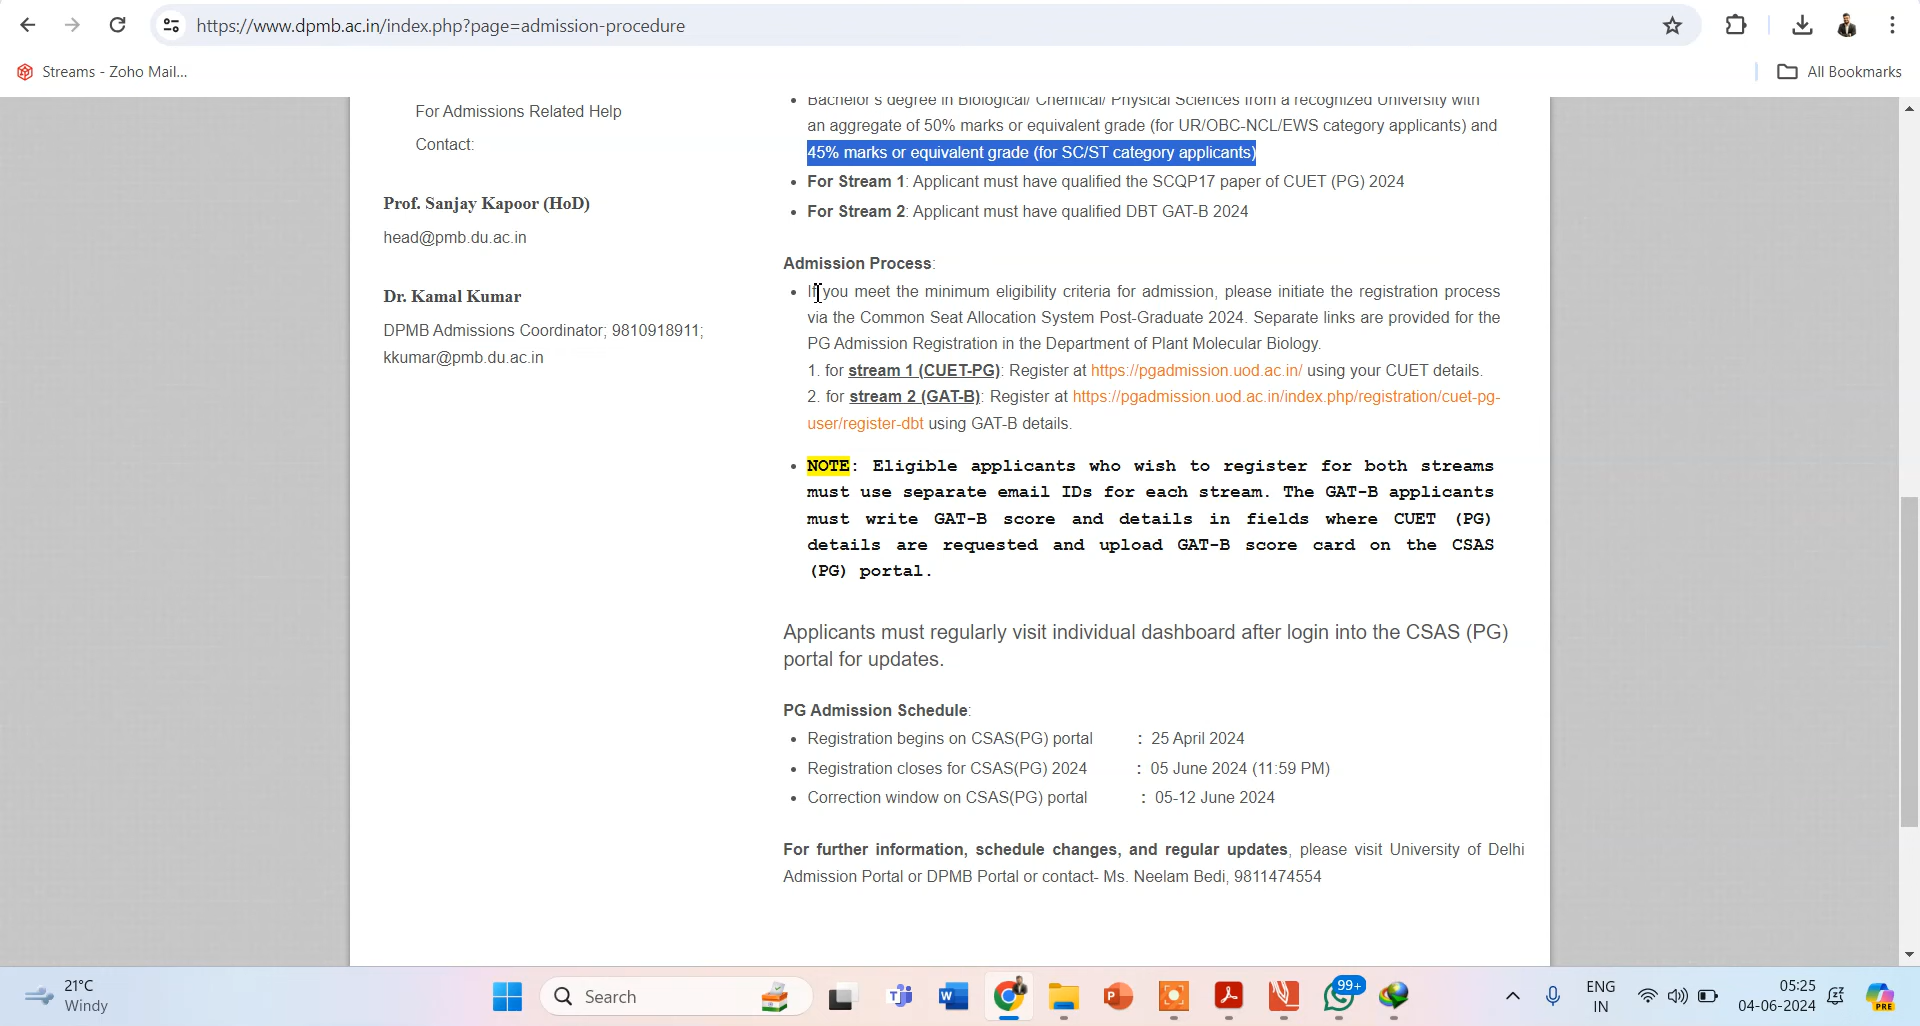 https://www.dpmb.ac.in/index.php?page=admission-procedure
Streams - Zoho Mail...
All Bookmarks
For Admissions Related Help
Contact:
Prof. Sanjay Kapoor (HoD)
head@pmb.du.ac.in
Dr. Kamal Kumar
DPMB Admissions Coordinator; 9810918911;
kkumar@pmb.du.ac.in
• Bachelor's degree in Biological/ Chemical/ Physical Sciences from a recognized University with
an aggregate of 50% marks or equivalent grade (for UR/OBC-NCL/EWS category applicants) and
45% marks or equivalent grade (for SC/ST category applicants)
• For Stream 1: Applicant must have qualified the SCQP17 paper of CUET (PG) 2024
• For Stream 2: Applicant must have qualified DBT GAT-B 2024
Admission Process:
• If you meet the minimum eligibility criteria for admission, please initiate the registration process
via the Common Seat Allocation System Post-Graduate 2024. Separate links are provided for the
PG Admission Registration in the Department of Plant Molecular Biology.
1. for stream 1 (CUET-PG): Register at https://pgadmission.uod.ac.in/ using your CUET details.
2. for stream 2 (GAT-B): Register at https://pgadmission.uod.ac.in/index.php/registration/cuet-pg-
user/register-dbt using GAT-B details.
• NOTE: Eligible applicants who wish to register for both streams
must use separate email IDs for each stream. The GAT-B applicants
must write GAT-B score and details in fields where CUET (PG)
details are requested and upload GAT-B score card on the CSAS
(PG) portal.
Applicants must regularly visit individual dashboard after login into the CSAS (PG)
portal for updates.
PG Admission Schedule:
• Registration begins on CSAS(PG) portal : 25 April 2024
• Registration closes for CSAS(PG) 2024 : 05 June 2024 (11:59 PM)
• Correction window on CSAS(PG) portal : 05-12 June 2024
For further information, schedule changes, and regular updates, please visit University of Delhi
Admission Portal or DPMB Portal or contact- Ms. Neelam Bedi, 9811474554
21°C
Windy
Search
99+
ENG
IN
05:25
04-06-2024
PRE